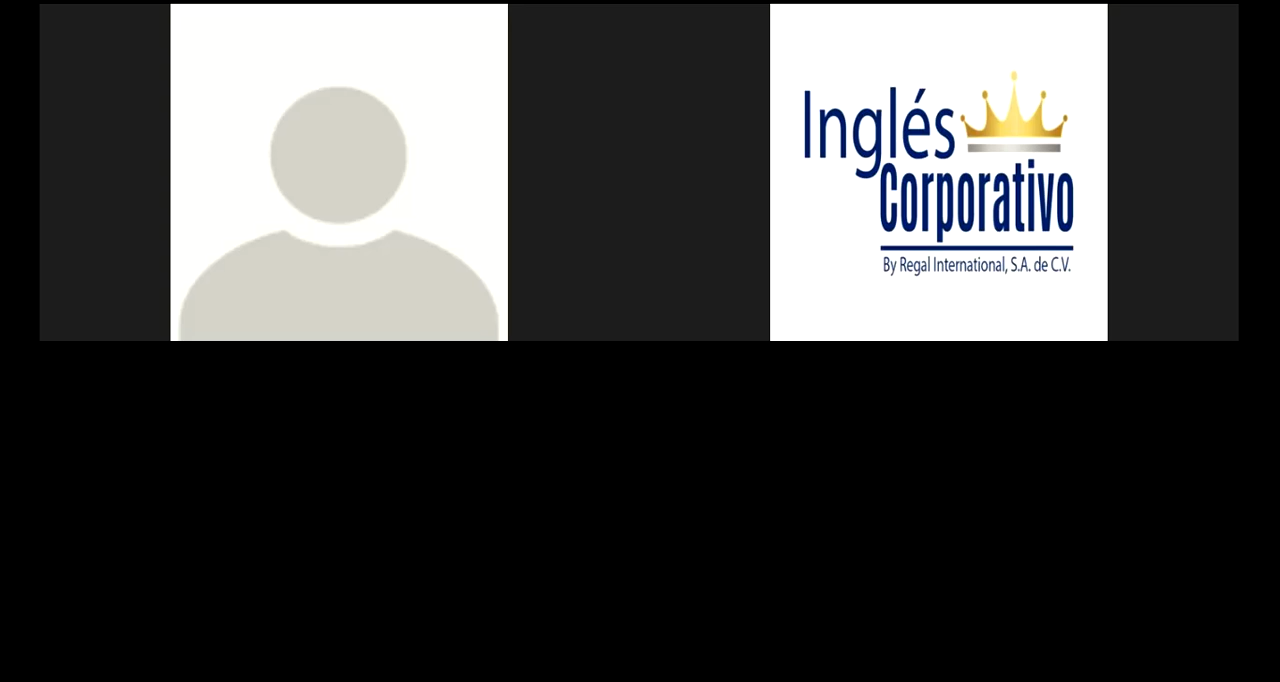 Inglés
Corporativo
By Regal International, S.A. de C.V.